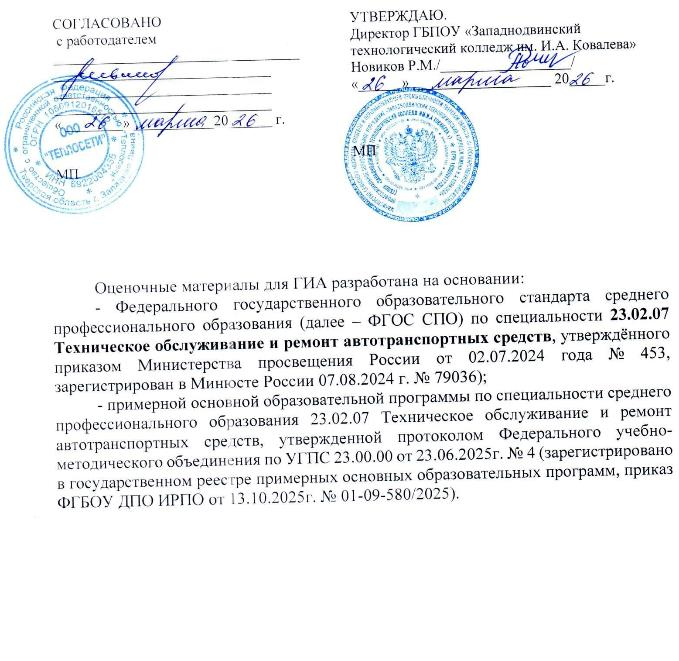 СОГЛАСОВАНО
с работодателем
« 26 » марта 20 26 г.
ООО
"ТЕПЛОСЕТИ"
МП
УТВЕРЖДАЮ.
Директор ГБПОУ «Западнодвинский
технологический колледж им. И.А. Ковалева»
Новиков Р.М./ /
« 26 » марта 20 26 г.
МП
Оценочные материалы для ГИА разработана на основании:
- Федерального государственного образовательного стандарта среднего
профессионального образования (далее – ФГОС СПО) по специальности 23.02.07
Техническое обслуживание и ремонт автотранспортных средств, утверждённого
приказом Министерства просвещения России от 02.07.2024 года № 453,
зарегистрирован в Минюсте России 07.08.2024 г. № 79036);
- примерной основной образовательной программы по специальности среднего
профессионального образования 23.02.07 Техническое обслуживание и ремонт
автотранспортных средств, утвержденной протоколом Федерального учебно-
методического объединения по УГПС 23.00.00 от 23.06.2025г. № 4 (зарегистрировано
в государственном реестре примерных основных образовательных программ, приказ
ФГБОУ ДПО ИРПО от 13.10.2025г. № 01-09-580/2025).